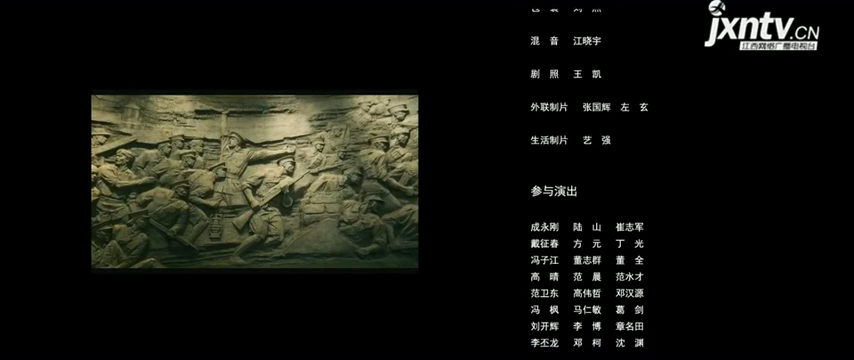 jxntv.CN
江西网络广播电视台
混 音 江晓宇
剧 照 王 凯
外联制片 张国辉 左 玄
生活制片 艺 强
参与演出
成永刚 陆 山 崔志军
戴征春 方 元 丁 光
冯子江 董志群 董 全
高 晴 范 晨 范水才
范卫东 高伟哲 邓汉源
冯 枫 马仁敏 葛 剑
刘开辉 李 博 章名田
李丕龙 邓 柯 沈 渊